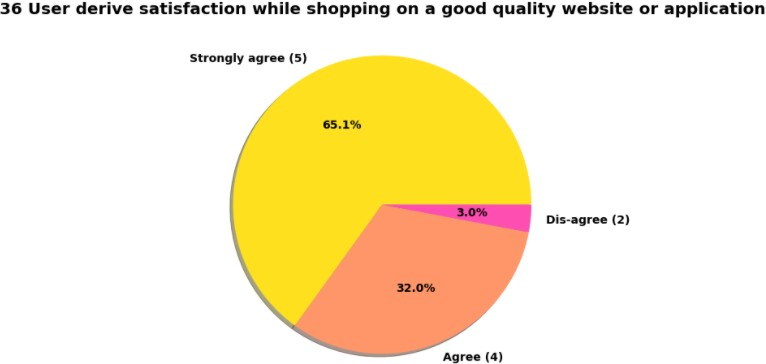 36 User derive satisfaction while shopping on a good quality website or application
Strongly agree (5)
65.1%
3.0%
Dis-agree (2)
32.0%
Agree (4)